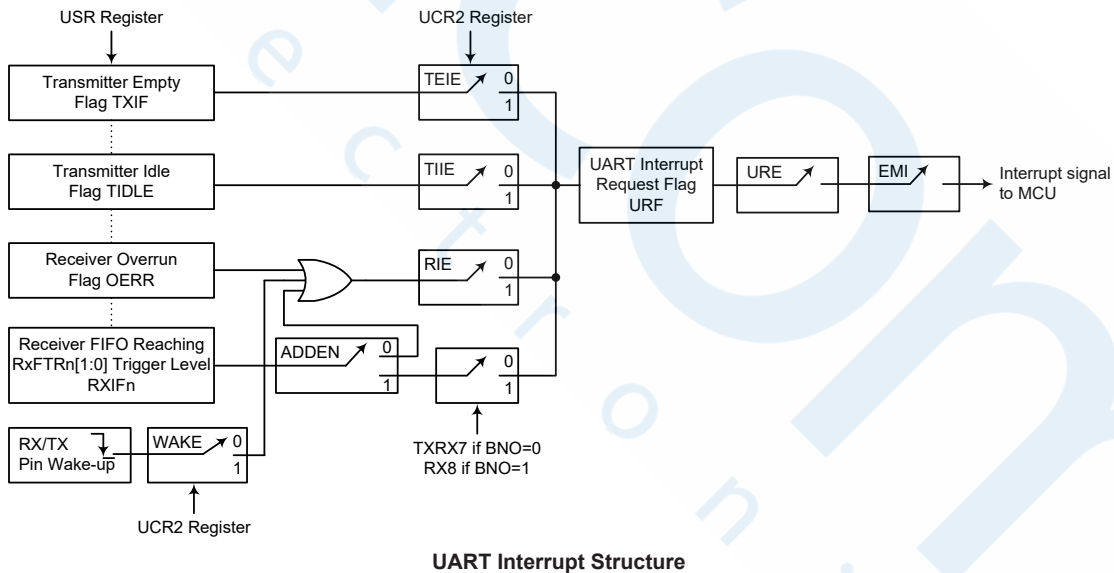 USR Register
UCR2 Register
Transmitter Empty
Flag TXIF
TEIE
0
1
Transmitter Idle
Flag TIDLE
TIIE
0
1
UART Interrupt
Request Flag
URF
URE
EMI
Interrupt signal
to MCU
Receiver Overrun
Flag OERR
RIE
0
1
Receiver FIFO Reaching
RxFTRn[1:0] Trigger Level
RXIFn
ADDEN
0
1
0
1
RX/TX
Pin Wake-up
WAKE
0
1
TXRX7 if BNO=0
RX8 if BNO=1
UCR2 Register
UART Interrupt Structure